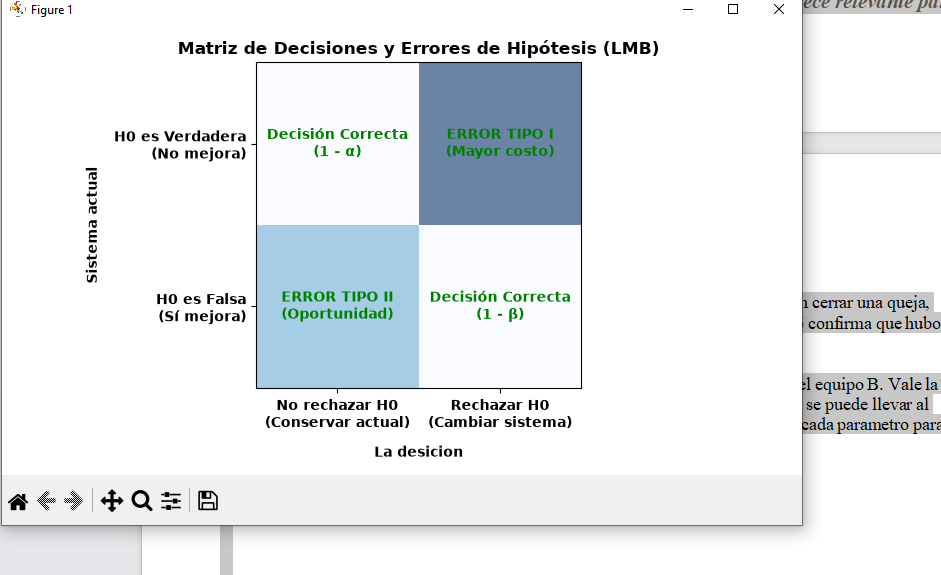 Figure 1
ece relevante par
Matriz de Decisiones y Errores de Hipótesis (LMB)
H0 es Verdadera
(No mejora)
Decisión Correcta
(1 - α)
ERROR TIPO I
(Mayor costo)
Sistema actual
H0 es Falsa
(Sí mejora)
ERROR TIPO II
(Oportunidad)
Decisión Correcta
(1 - β)
No rechazar H0
(Conservar actual)
Rechazar H0
(Cambiar sistema)
La desicion
n cerrar una queja,
confirma que hubo
el equipo B. Vale la
se puede llevar al
cada parametro para